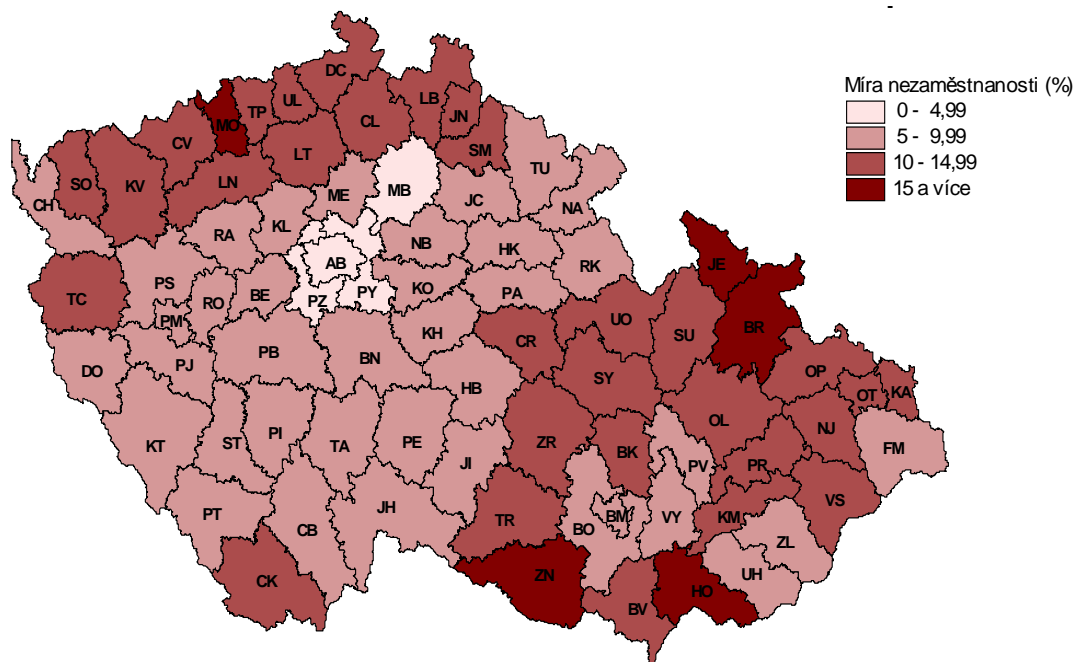 Míra nezaměstnanosti (%)
0 - 4,99
5 - 9,99
10 - 14,99
15 a více
DC
LB
JN
UL
TP
MO
CL
CV
LT
SM
TU
SO
KV
LN
MB
ME
JC
NA
CH
RA
KL
NB
HK
RK
AB
JE
TC
PS
RO
BE
PZ
PY
KO
PA
PM
UO
BR
KH
CR
SU
DO
PJ
PB
BN
SY
OP
HB
OT
KA
KT
ST
PI
TA
PE
ZR
BK
OL
NJ
FM
JI
PV
PR
VS
PT
CB
JH
TR
BO
BM
VY
KM
ZL
CK
ZN
UH
HO
BV